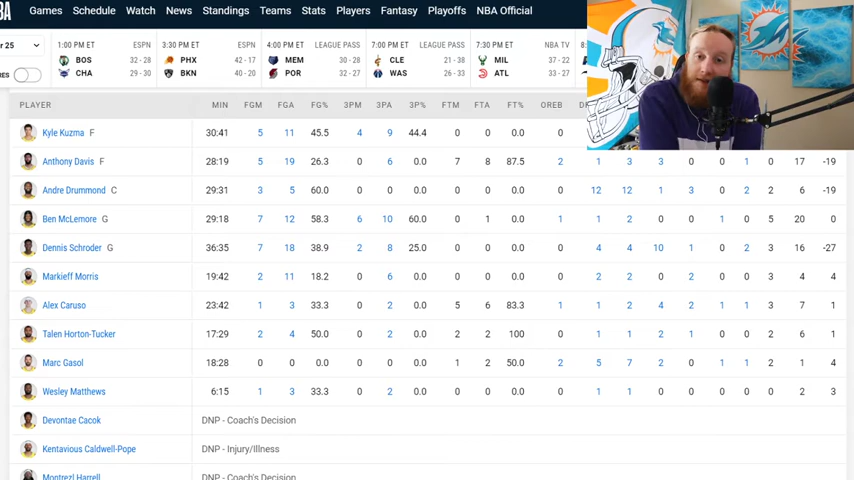 BA Games Schedule Watch News Standings Teams Stats Players Fantasy Playoffs NBA Official
r 25
RES
1:00 PM ET ESPN
BOS 32 - 28
CHA 29 - 30
3:30 PM ET ESPN
PHX 42 - 17
BKN 40 - 20
4:00 PM ET LEAGUE PASS
MEM 30 - 28
POR 32 - 27
7:00 PM ET LEAGUE PASS
CLE 21 - 38
WAS 26 - 33
7:30 PM ET NBA TV
MIL 37 - 22
ATL 33 - 27
PLAYER MIN FGM FGA FG% 3PM 3PA 3P% FTM FTA FT% OREB
Kyle Kuzma F 30:41 5 11 45.5 4 9 44.4 0 0 0.0 0
Anthony Davis F 28:19 5 19 26.3 0 6 0.0 7 8 87.5 2 1 3 3 0 0 1 0 17 -19
Andre Drummond C 29:31 3 5 60.0 0 0 0.0 0 0 0.0 0 12 12 1 3 0 2 2 6 -19
Ben McLemore G 29:18 7 12 58.3 6 10 60.0 0 1 0.0 1 1 2 0 0 1 0 5 20 0
Dennis Schroder G 36:35 7 18 38.9 2 8 25.0 0 0 0.0 0 4 4 10 1 0 2 3 16 -27
Markieff Morris 19:42 2 11 18.2 0 6 0.0 0 0 0.0 0 2 2 0 2 0 0 3 4 4
Alex Caruso 23:42 1 3 33.3 0 2 0.0 5 6 83.3 1 1 2 4 2 1 1 3 7 1
Talen Horton-Tucker 17:29 2 4 50.0 0 2 0.0 2 2 100 0 1 1 2 1 0 0 2 6 1
Marc Gasol 18:28 0 0 0.0 0 0 0.0 1 2 50.0 2 5 7 2 0 1 1 2 1 4
Wesley Matthews 6:15 1 3 33.3 0 2 0.0 0 0 0.0 0 1 1 0 0 0 0 0 2 3
Devontae Cacok DNP - Coach's Decision
Kentavious Caldwell-Pope DNP - Injury/Illness
Montrezl Harrell DNP - Coach's Decision